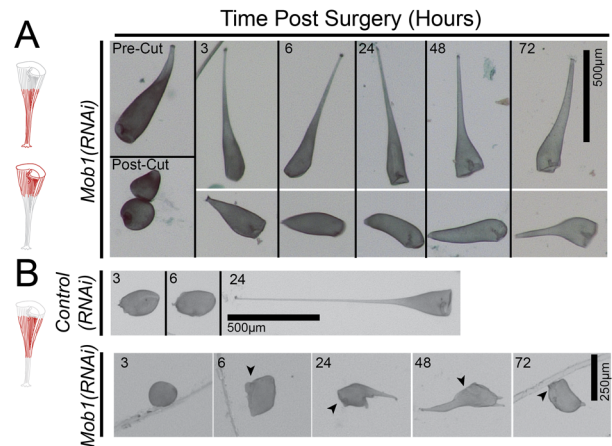 Time Post Surgery (Hours)
A
Mob1(RNAi)
Pre-Cut
3
6
24
48
72
500µm
Post-Cut
B
Control
(RNAi)
3
6
24
500µm
Mob1(RNAi)
3
6
24
48
72
250µm